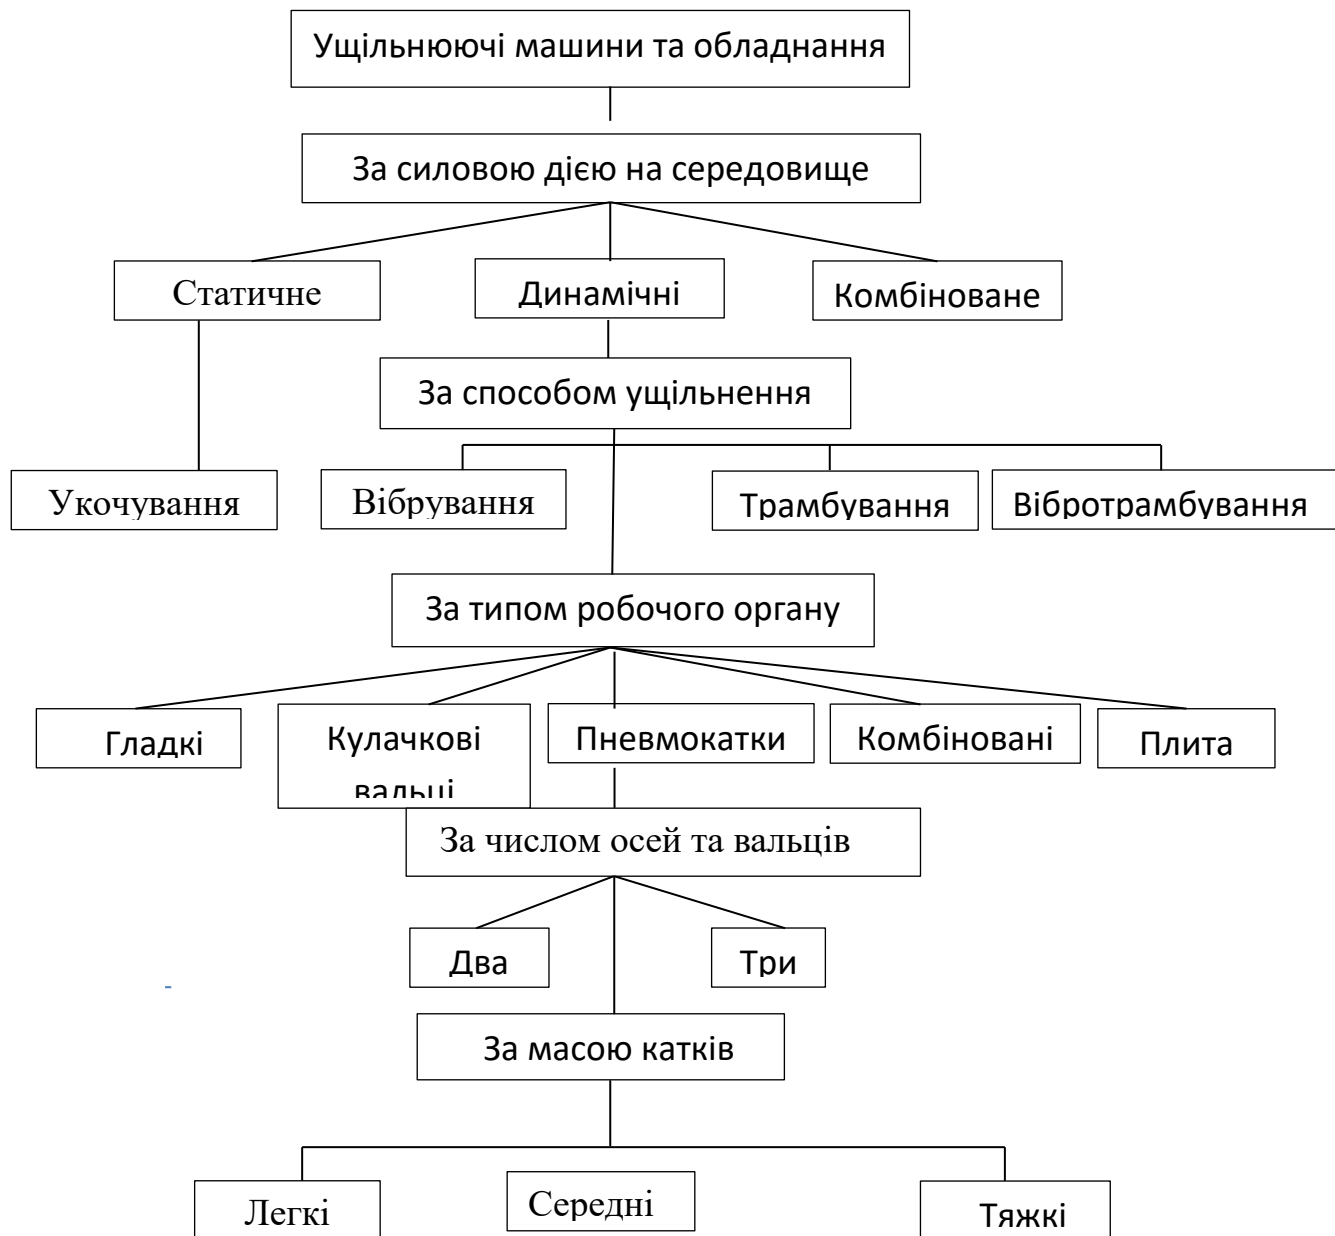 Ущільнюючі машини та обладнання
За силовою дією на середовище
Статичне
Динамічні
Комбіноване
За способом ущільнення
Укочування
Вібрування
Трамбування
Вібротрамбування
За типом робочого органу
Гладкі
Кулачкові
вальці
Пневмокатки
Комбіновані
Плита
За числом осей та вальців
Два
Три
За масою катків
Легкі
Середні
Тяжкі